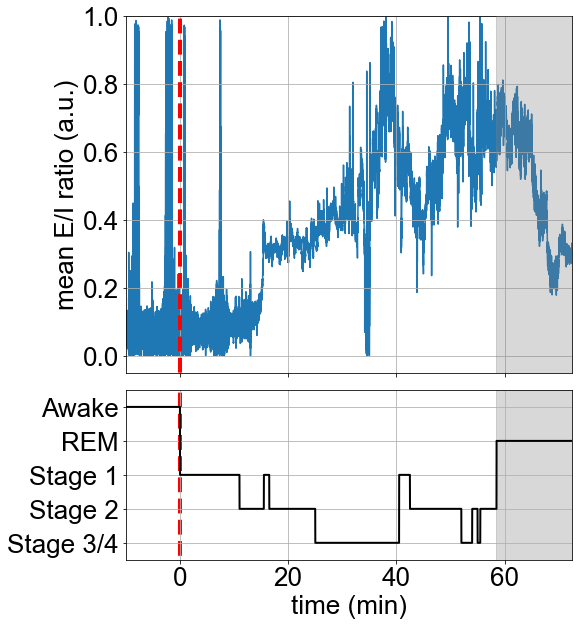 mean E/I ratio (a.u.)
1.0
0.8
0.6
0.4
0.2
0.0
Awake
REM
Stage 1
Stage 2
Stage 3/4
0 20 40 60
time (min)